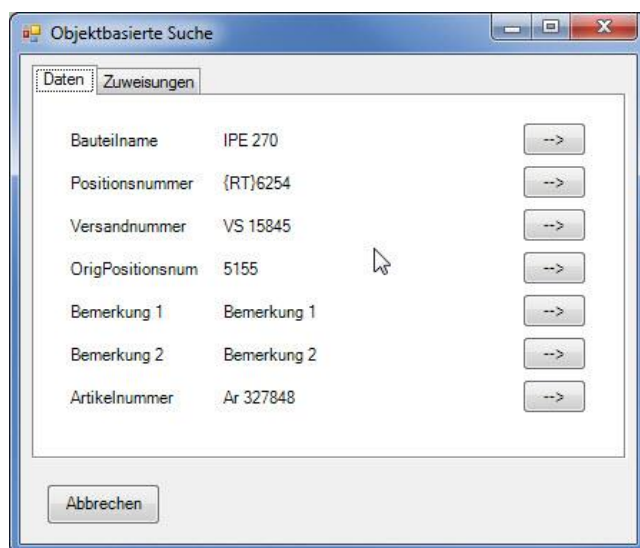 Objektbasierte Suche
Daten Zuweisungen
Bauteilname IPE 270 -->
Positionsnummer {RT}6254 -->
Versandnummer VS 15845 -->
OrigPositionsnum 5155 -->
Bemerkung 1 Bemerkung 1 -->
Bemerkung 2 Bemerkung 2 -->
Artikelnummer Ar 327848 -->
Abbrechen